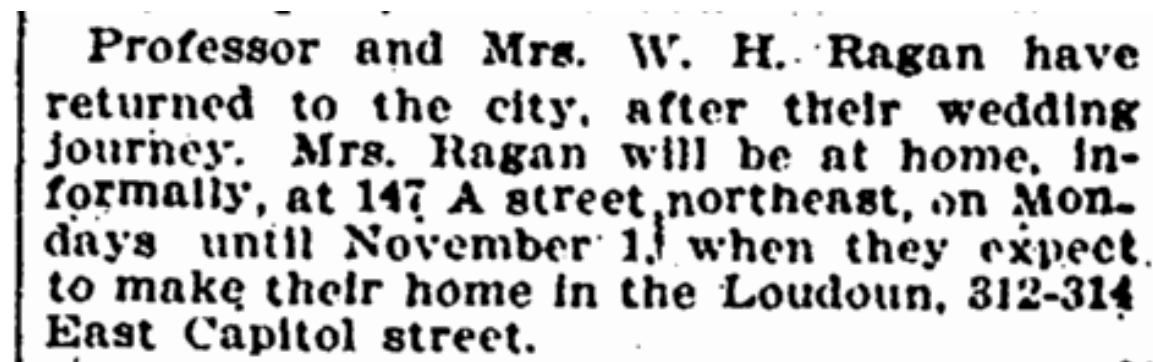 Professor and Mrs. W. H. Ragan have
returned to the city, after their wedding
journey. Mrs. Ragan will be at home, in-
formally, at 147 A street northeast, on Mon-
days until November 1, when they expect
to make their home in the Loudoun, 312-314
East Capitol street.